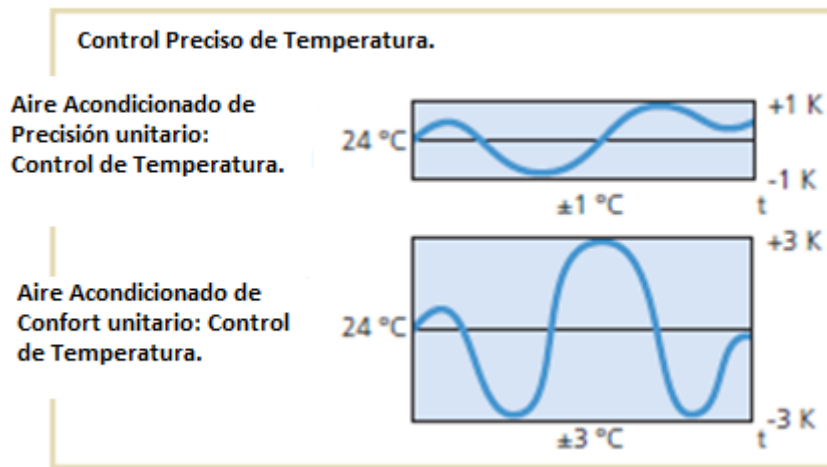 Control Preciso de Temperatura.
Aire Acondicionado de
Precisión unitario:
Control de Temperatura.
+1 K
24 °C
-1 K
±1 °C
t
+3 K
Aire Acondicionado de
Confort unitario: Control
de Temperatura.
24 °C
-3 K
±3 °C
t